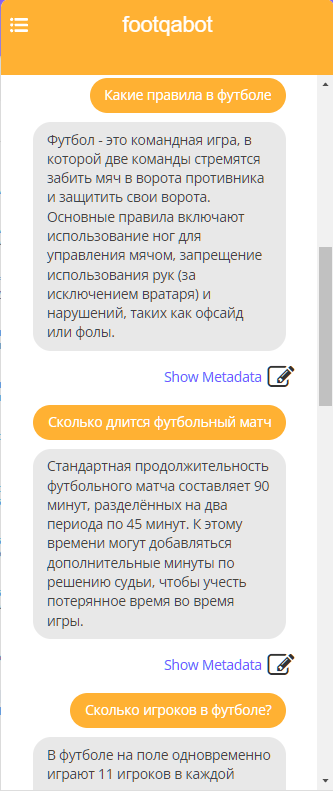 footqabot
Какие правила в футболе
Футбол - это командная игра, в
которой две команды стремятся
забить мяч в ворота противника
и защитить свои ворота.
Основные правила включают
использование ног для
управления мячом, запрещение
использования рук (за
исключением вратаря) и
нарушений, таких как офсайд
или фолы.
Show Metadata
Сколько длится футбольный матч
Стандартная продолжительность
футбольного матча составляет 90
минут, разделённых на два
периода по 45 минут. К этому
времени могут добавляться
дополнительные минуты по
решению судьи, чтобы учесть
потерянное время во время
игры.
Show Metadata
Сколько игроков в футболе?
В футболе на поле одновременно
играют 11 игроков в каждой